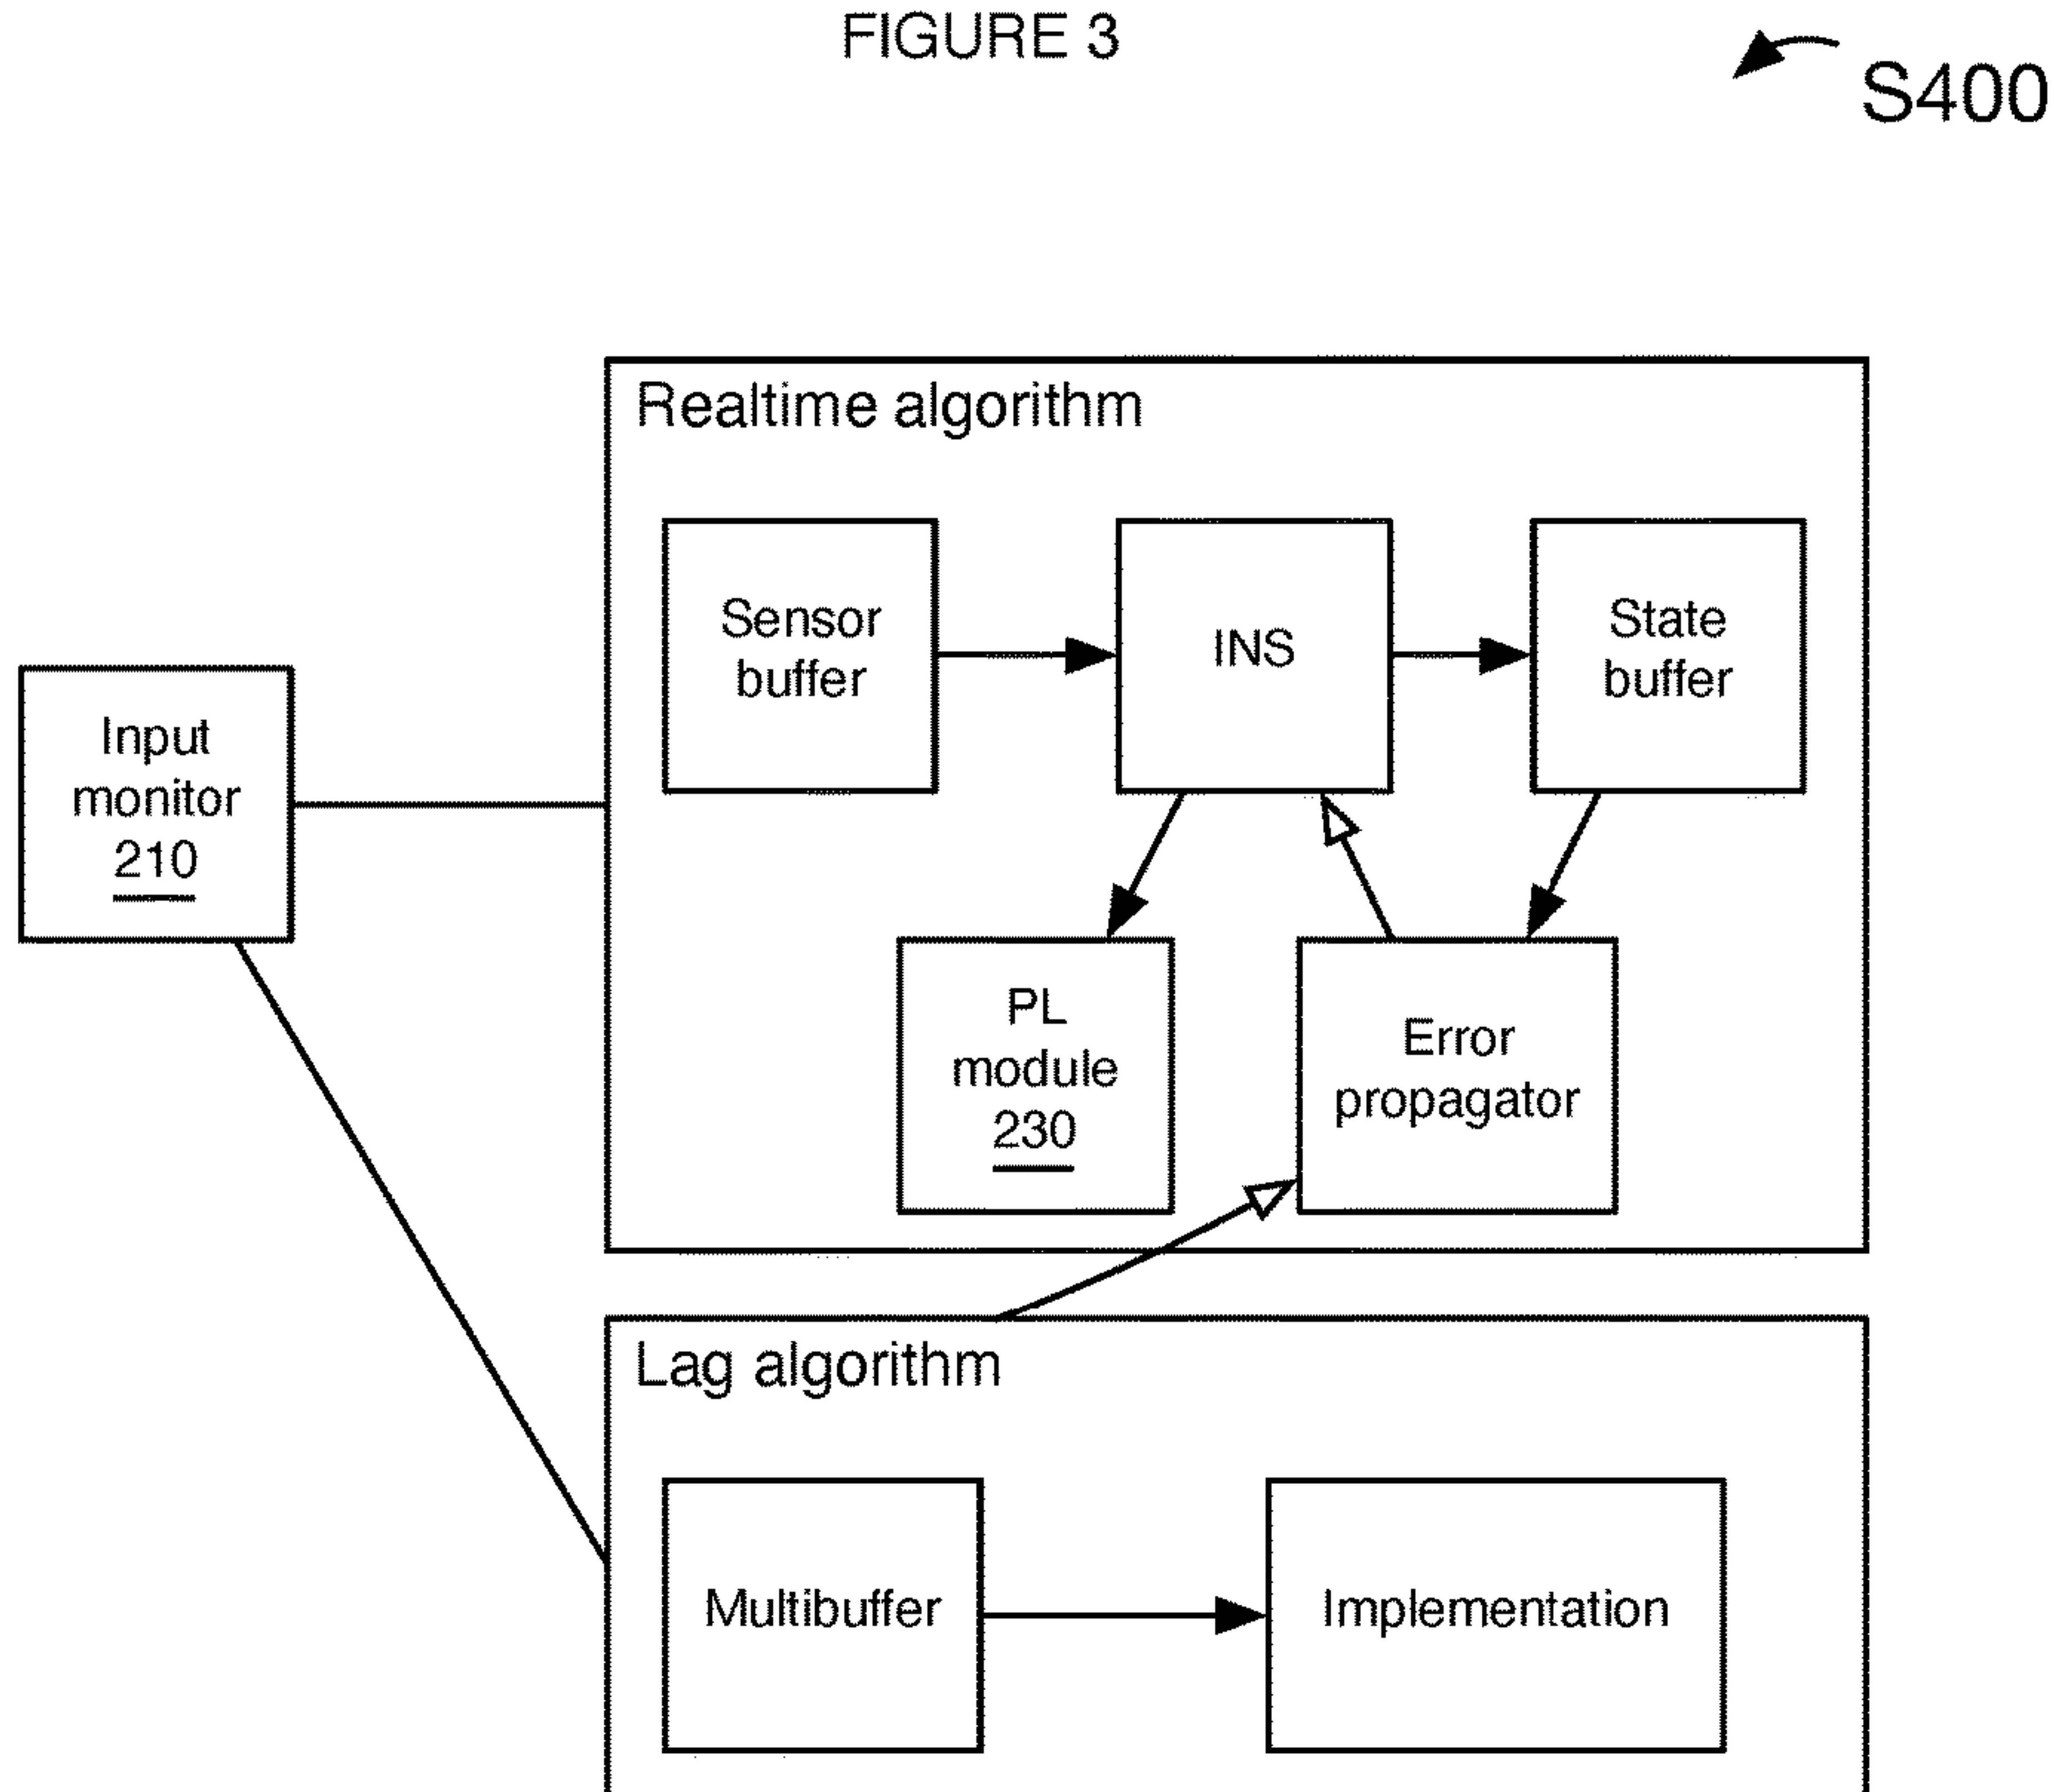 FIGURE 3
S400
Realtime algorithm
Sensor
buffer
INS
State
buffer
Input
monitor
210
PL
module
230
Error
propagator
Lag algorithm
Multibuffer
Implementation